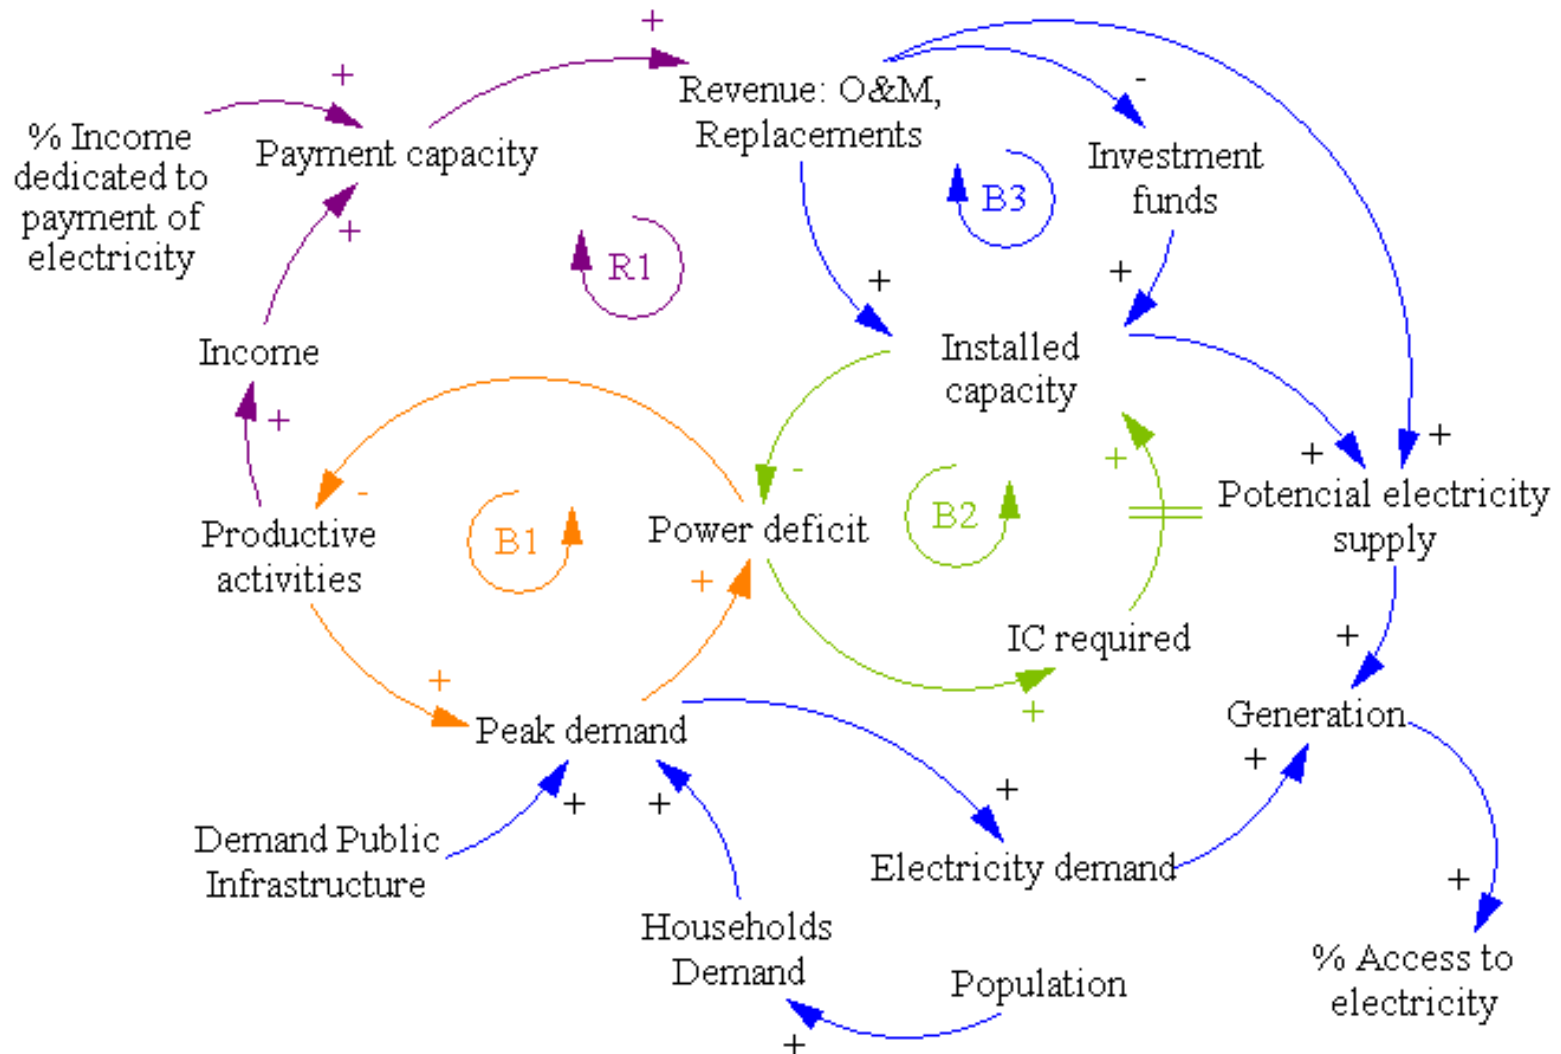 +
+
Revenue: O&M,
Replacements
-
% Income
dedicated to
payment of
electricity
Payment capacity
+
Investment
funds
B3
R1
+
+
Income
Installed
capacity
+
+
+
+
-
-
Productive
activities
B1
Power deficit
B2
Potencial electricity
supply
+
IC required
+
+
+
Peak demand
Generation
+
+
+
+
Demand Public
Infrastructure
Electricity demand
+
Households
Demand
Population
% Access to
electricity
+